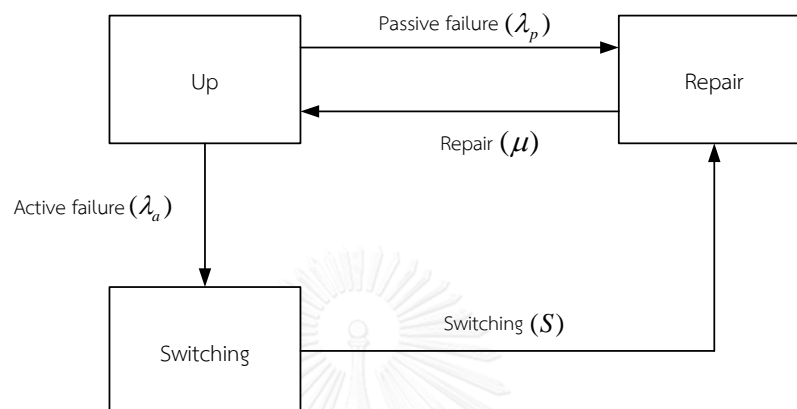 Passive failure (λp)
Up
Repair
Repair (μ)
Active failure (λa)
Switching (S)
Switching